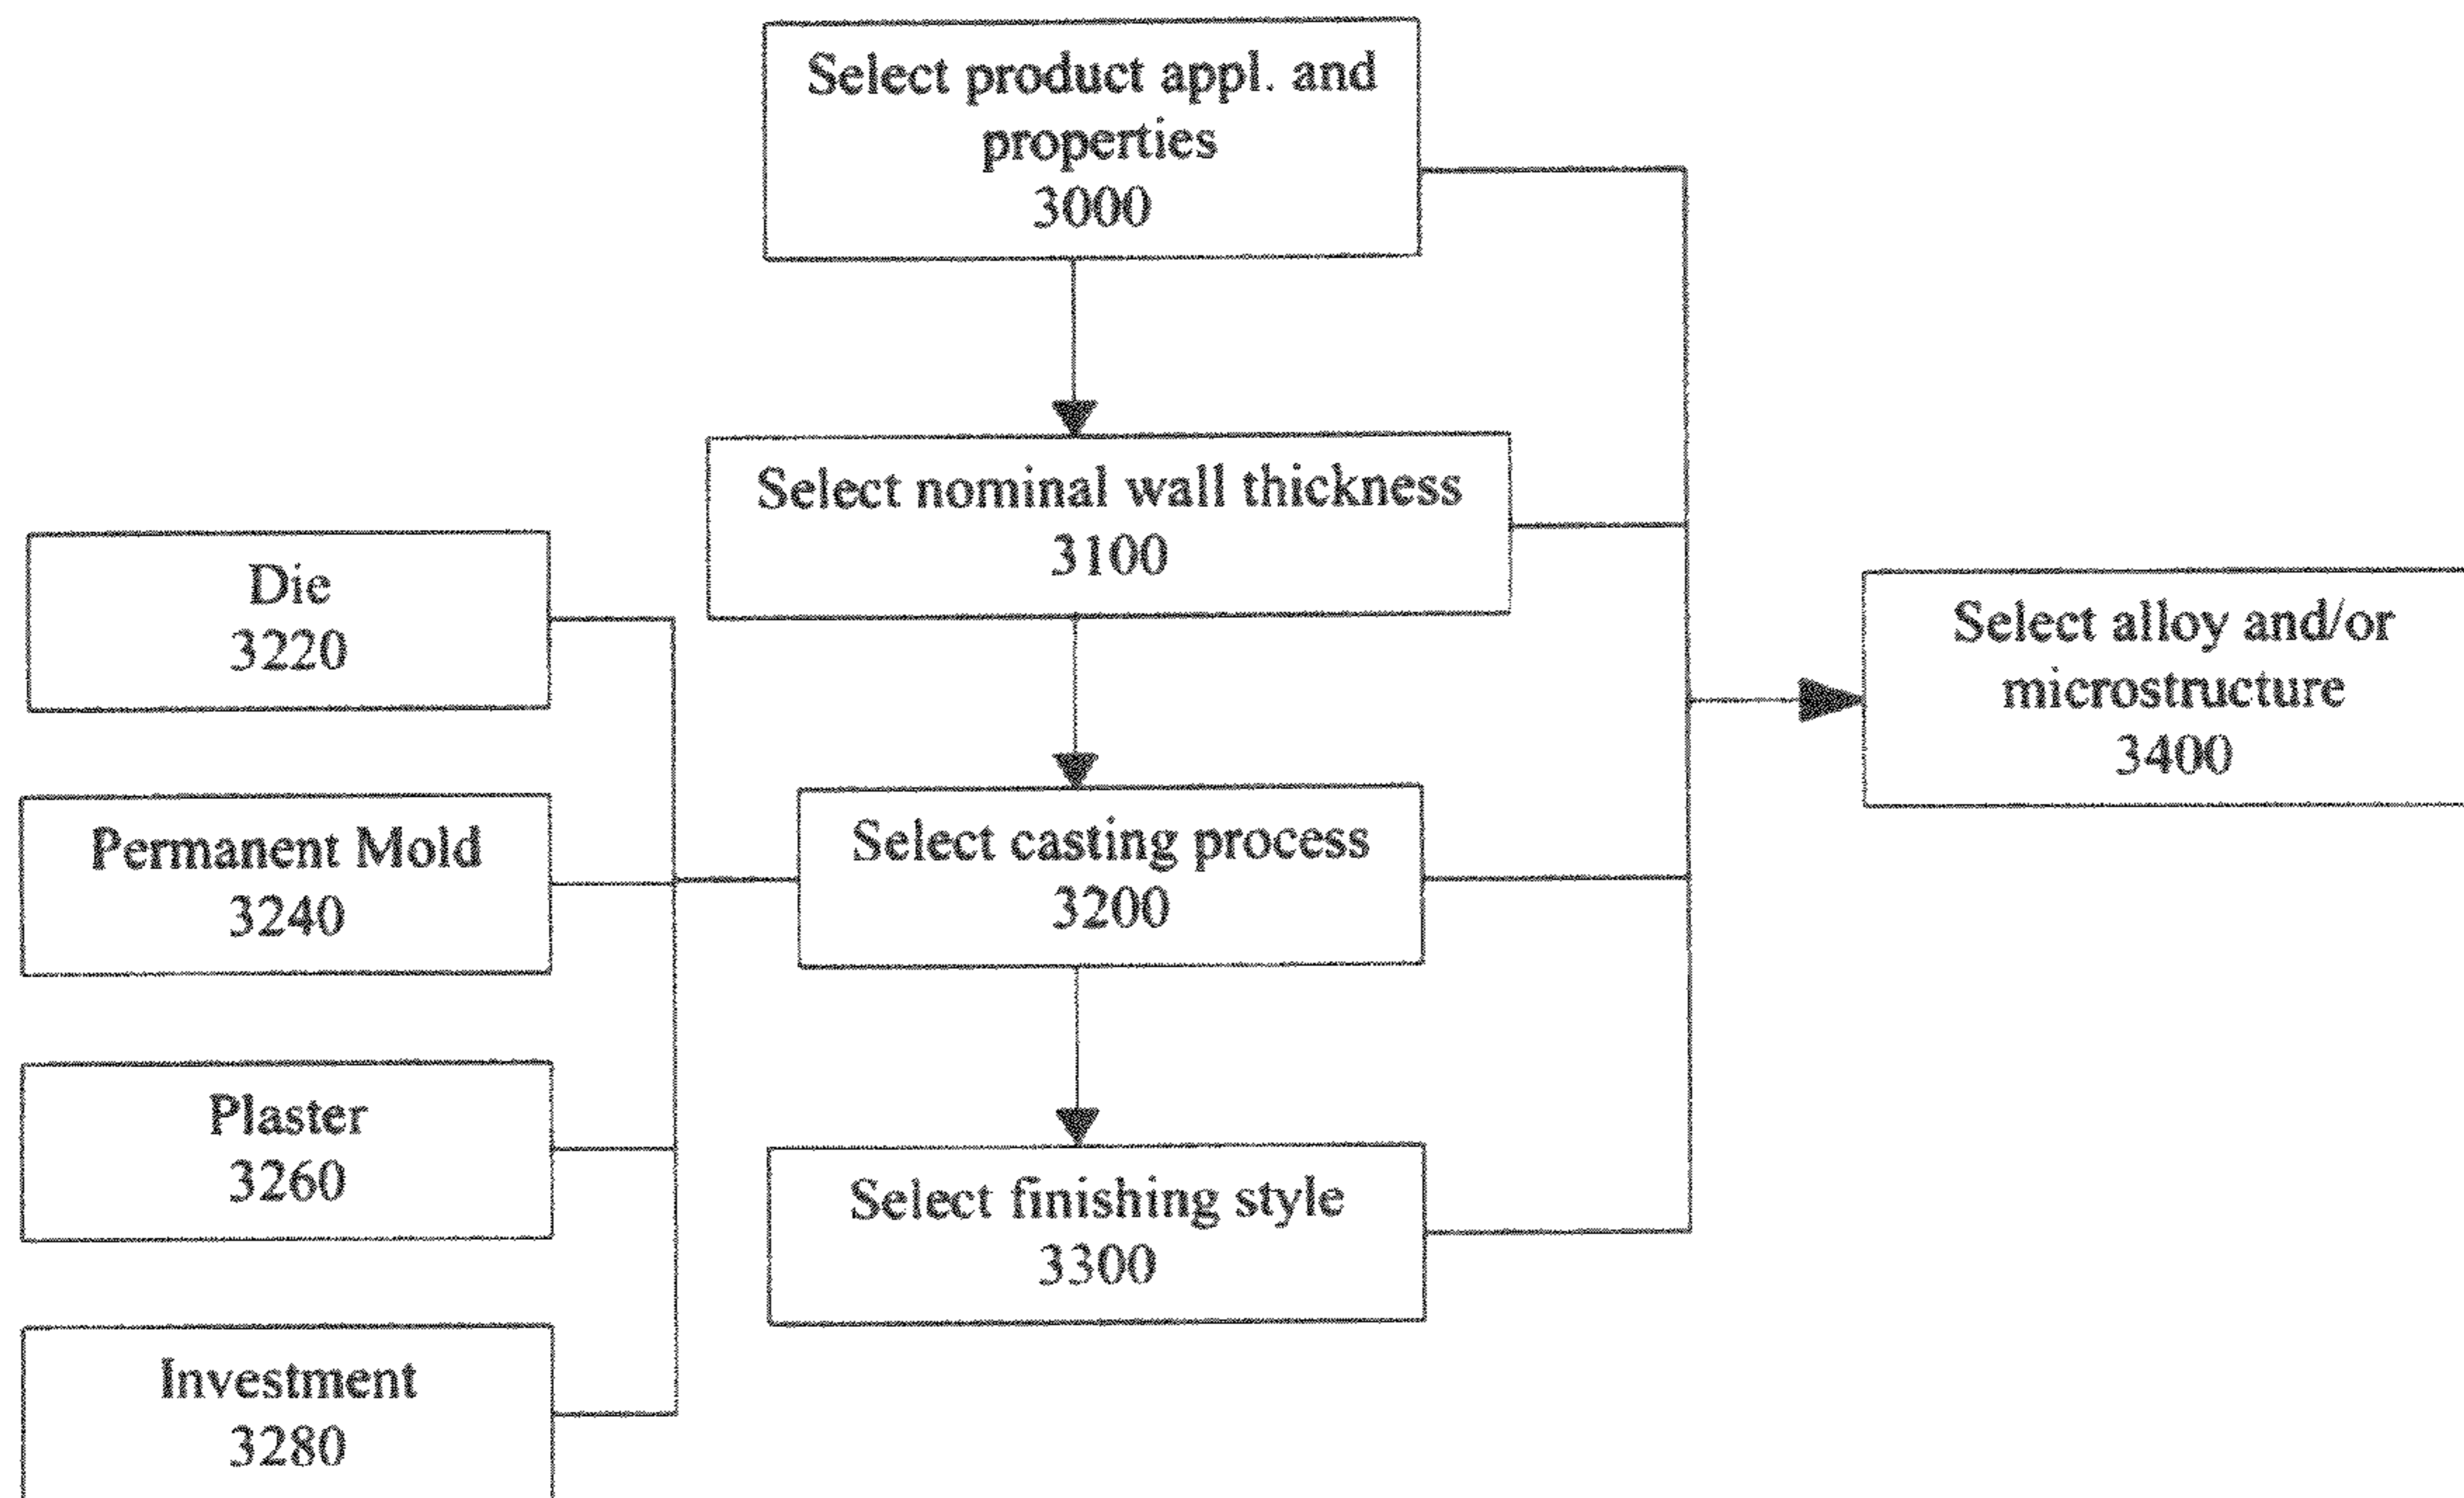 Select product appl. and
properties
3000
Select nominal wall thickness
3100
Die
3220
Select alloy and/or
microstructure
3400
Permanent Mold
3240
Select casting process
3200
Plaster
3260
Select finishing style
3300
Investment
3280